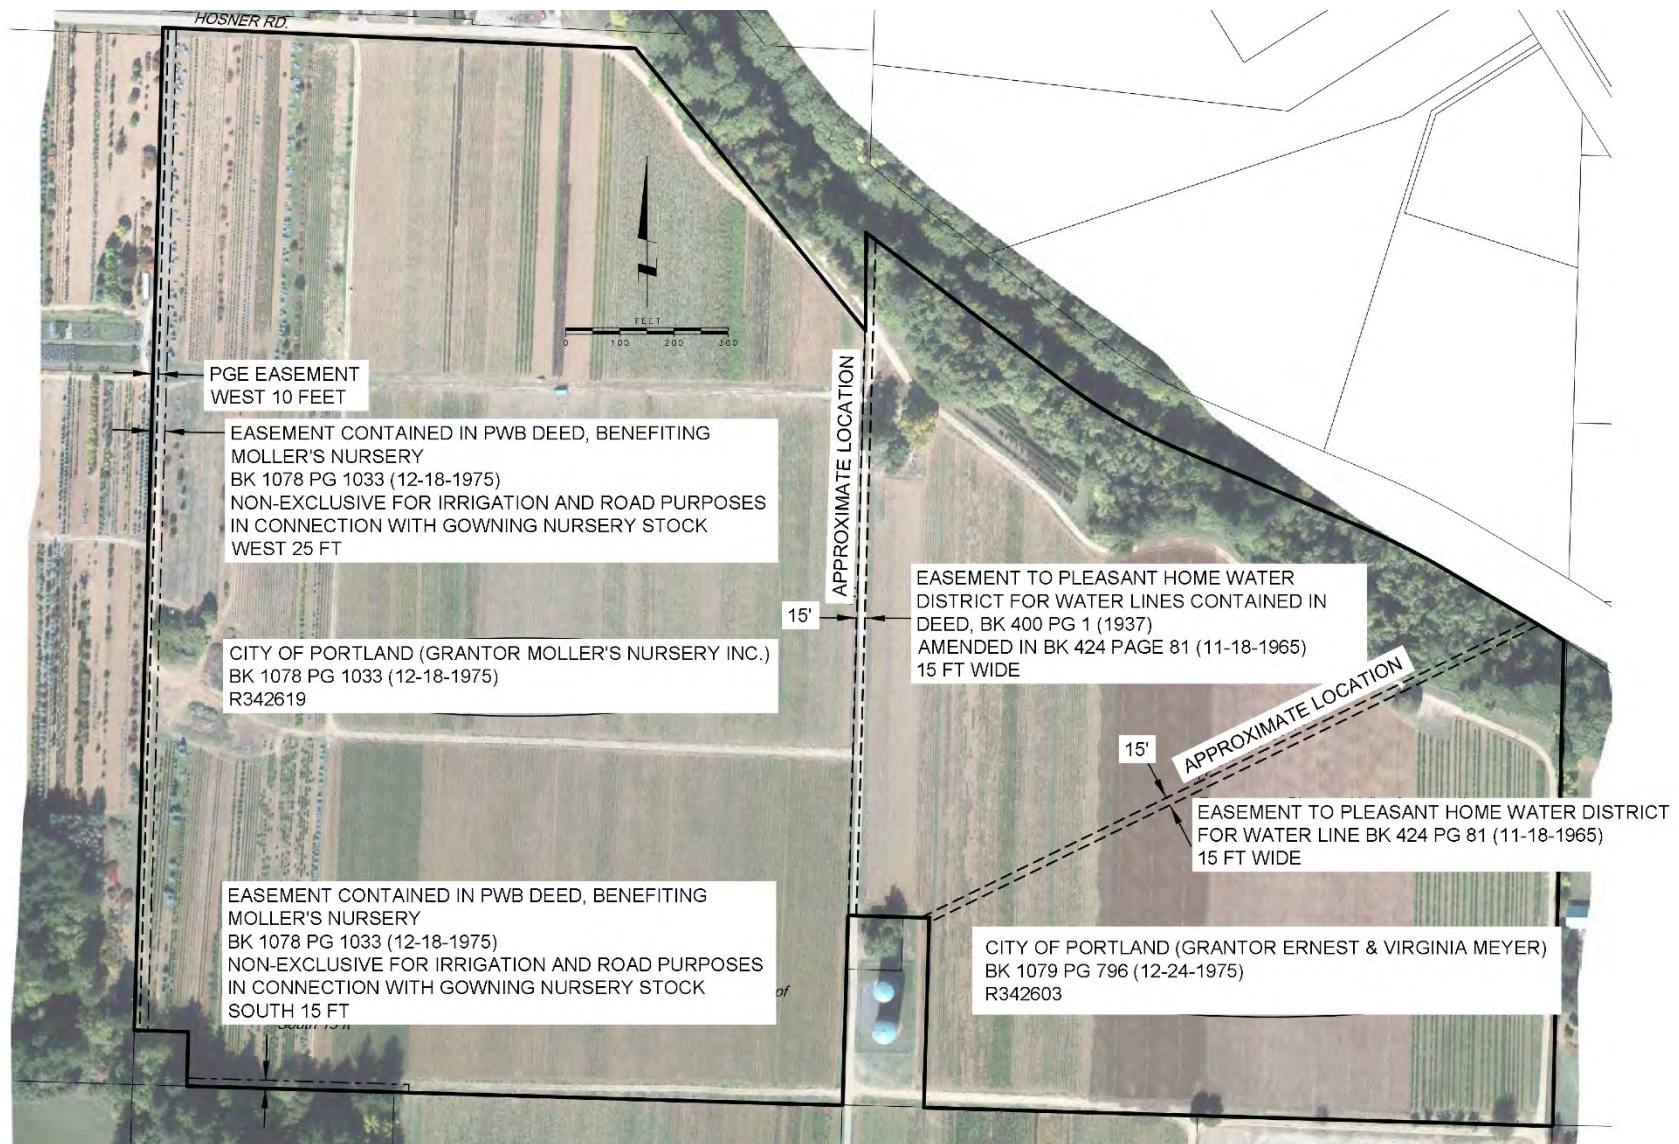 HOSNER RD.
FEET
0 100 200 300
PGE EASEMENT
WEST 10 FEET
EASEMENT CONTAINED IN PWB DEED, BENEFITING
MOLLER'S NURSERY
BK 1078 PG 1033 (12-18-1975)
NON-EXCLUSIVE FOR IRRIGATION AND ROAD PURPOSES
IN CONNECTION WITH GOWNING NURSERY STOCK
WEST 25 FT
APPROXIMATE LOCATION
15'
EASEMENT TO PLEASANT HOME WATER
DISTRICT FOR WATER LINES CONTAINED IN
DEED, BK 400 PG 1 (1937)
AMENDED IN BK 424 PAGE 81 (11-18-1965)
15 FT WIDE
CITY OF PORTLAND (GRANTOR MOLLER'S NURSERY INC.)
BK 1078 PG 1033 (12-18-1975)
R342619
APPROXIMATE LOCATION
15'
EASEMENT TO PLEASANT HOME WATER DISTRICT
FOR WATER LINE BK 424 PG 81 (11-18-1965)
15 FT WIDE
EASEMENT CONTAINED IN PWB DEED, BENEFITING
MOLLER'S NURSERY
BK 1078 PG 1033 (12-18-1975)
NON-EXCLUSIVE FOR IRRIGATION AND ROAD PURPOSES
IN CONNECTION WITH GOWNING NURSERY STOCK
SOUTH 15 FT
of
South 15 ft
CITY OF PORTLAND (GRANTOR ERNEST & VIRGINIA MEYER)
BK 1079 PG 796 (12-24-1975)
R342603